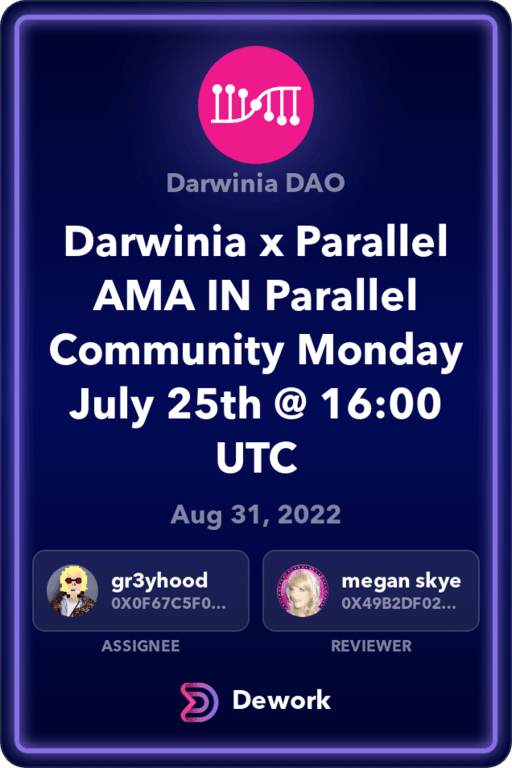 Darwinia DAO
Darwinia x Parallel
AMA IN Parallel
Community Monday
July 25th @ 16:00
UTC
Aug 31, 2022
gr3yhood
0X0F67C5F0...
ASSIGNEE
megan skye
0X49B2DF02...
REVIEWER
Dework